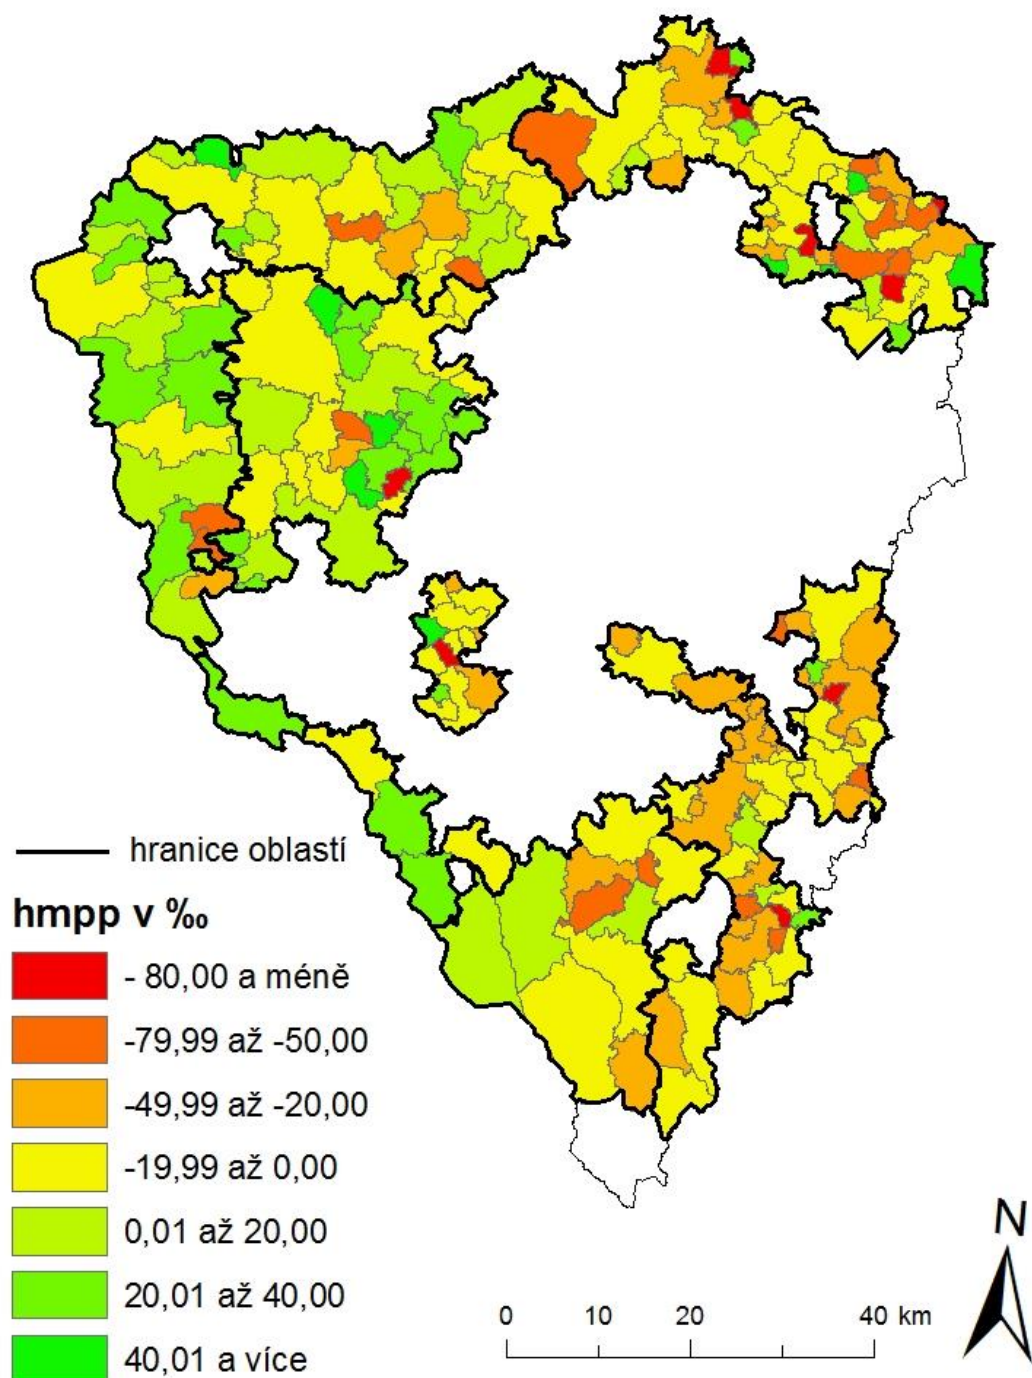 hranice oblastí
hmpp v ‰
- 80,00 a méně
-79,99 až -50,00
-49,99 až -20,00
-19,99 až 0,00
0,01 až 20,00
20,01 až 40,00
40,01 a více
0 10 20 40 km
N